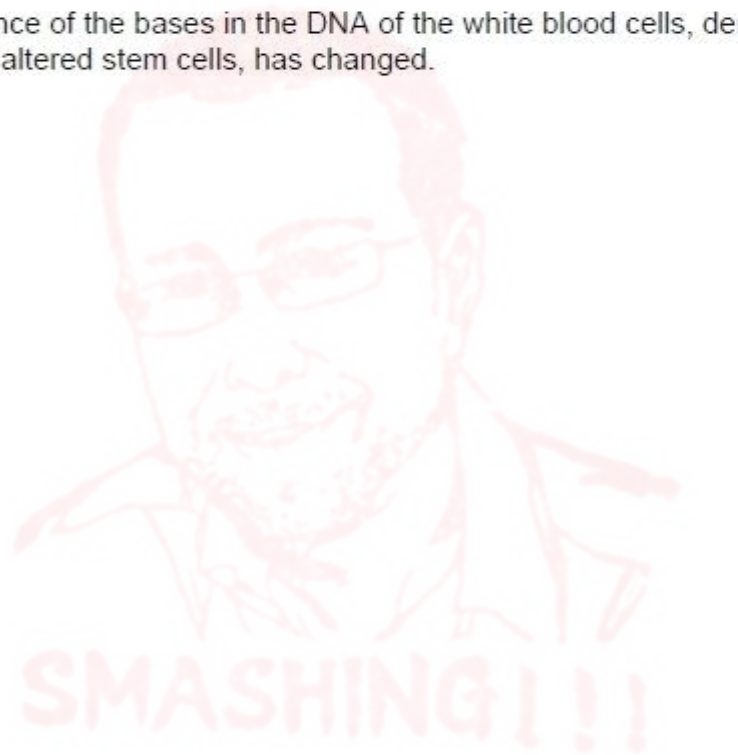 nce of the bases in the DNA of the white blood cells, de
altered stem cells, has changed.
SMASHING!!!